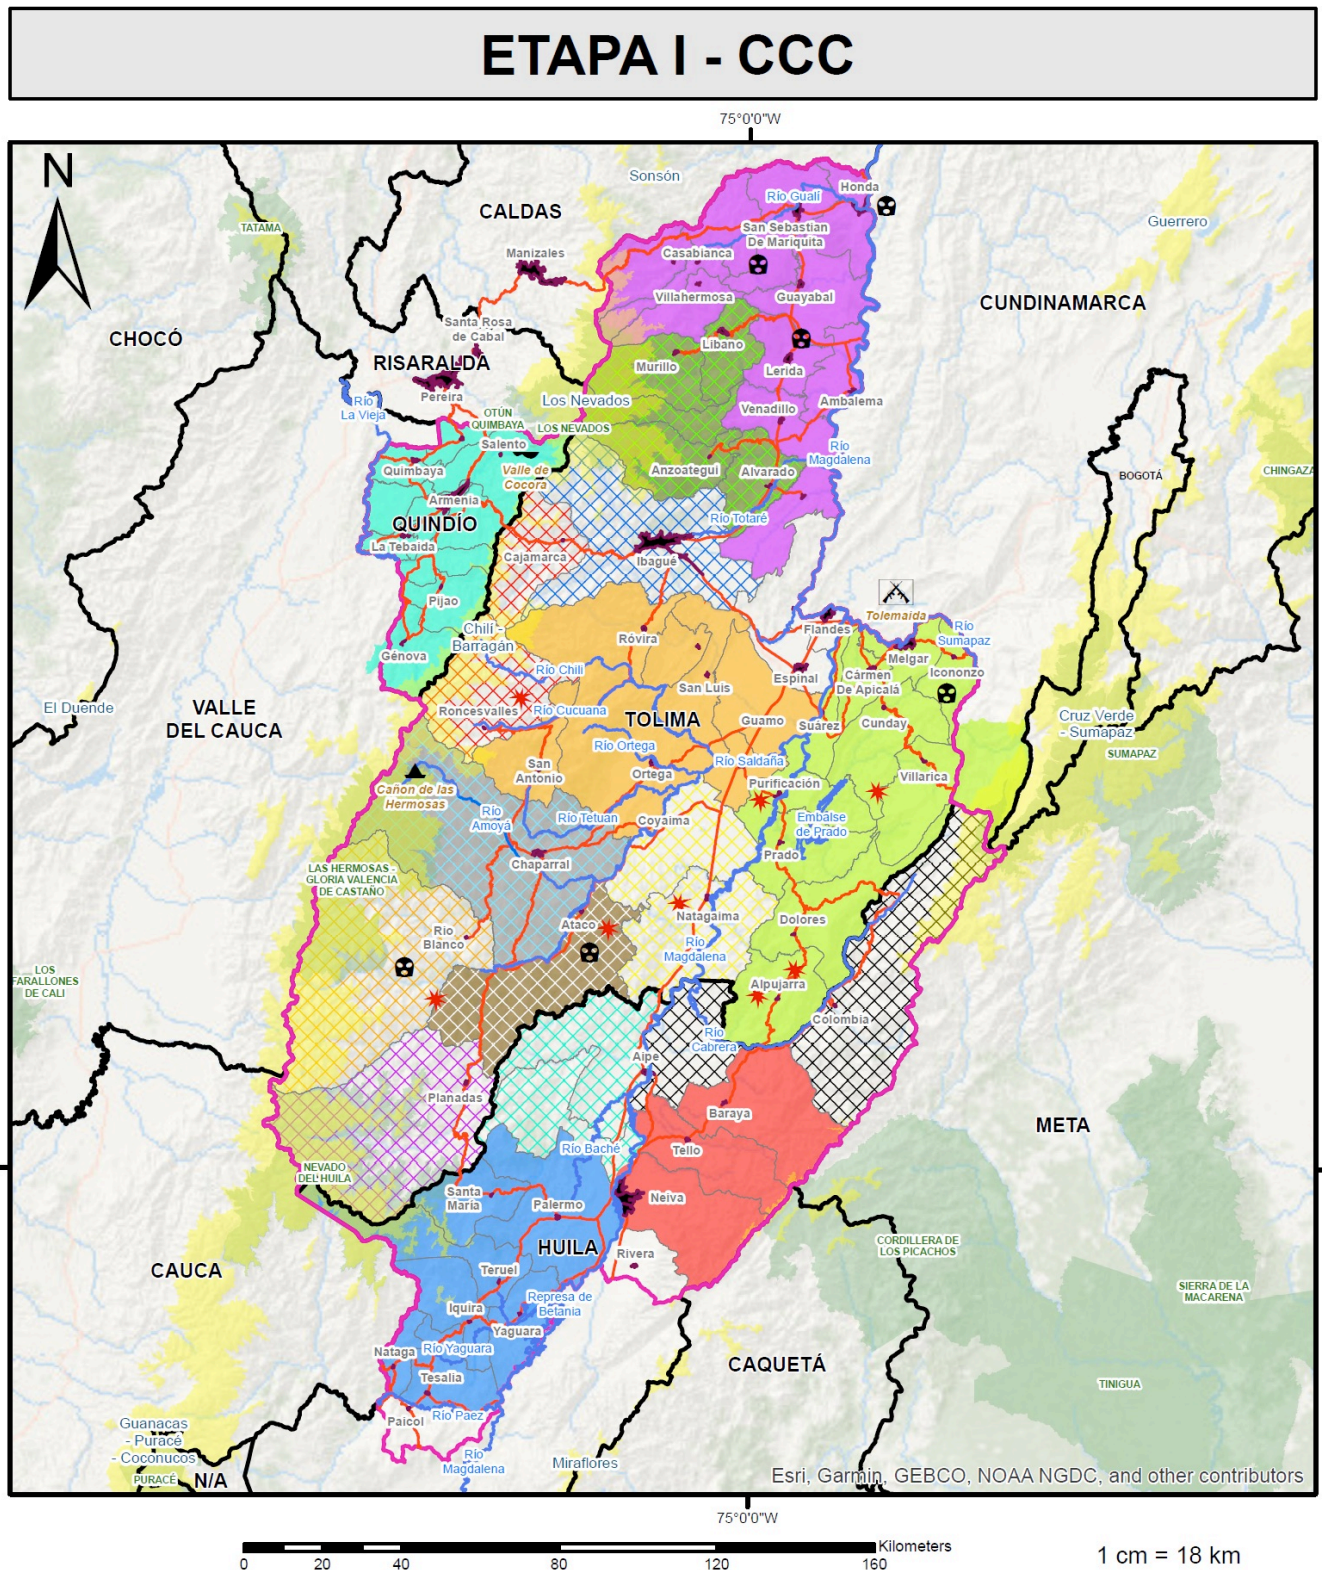 ETAPA I - CCC
75°0'0"W
N
Sonsón
Honda
Río Gualí
CALDAS
TATAMA
Guerrero
San Sebastian
De Mariquita
Manizales
Casabianca
Villahermosa
Guayabal
CUNDINAMARCA
CHOCÓ
Santa Rosa
de Cabal
Libano
RISARALDA
Murillo
Lerida
Pereira
Río
La Vieja
Los Nevados
Ambalema
OTÚN
QUIMBAYA
LOS NEVADOS
Venadillo
Salento
Río
Magdalena
Quimbaya
Valle de
Cocora
Anzoategui
Alvarado
BOGOTÁ
CHINGAZA
Armenia
QUINDÍO
Río Totaré
La Tebaida
Cajamarca
Ibagué
Pijao
Tolemaida
Chilí -
Barragán
Róvira
Flandes
Río
Sumapaz
Melgar
Génova
Río Chili
Espinal
Cármen
De Apicalá
Iconozo
San Luis
El Duende
VALLE
DEL CAUCA
Roncesvalles
Río Cucuana
TOLIMA
Guamo
Suárez
Cunday
Cruz Verde
- Sumapaz
SUMAPAZ
Río Ortega
San
Antonio
Ortega
Río Saldaña
Purificación
Villarica
Cañon de las
Hermosas
Río
Amoyá
Río Tetuan
Coyaima
Embalse
de Prado
Chaparral
Prado
LAS HERMOSAS -
GLORIA VALENCIA
DE CASTAÑO
Ataco
Natagaima
Dolores
Rio
Blanco
Río
Magdalena
LOS
FARALLONES
DE CALI
Alpujarra
Colombia
Río
Cabrera
Aipe
Planadas
Baraya
META
Río Baché
Tello
NEVADO
DEL HUILA
Santa
María
Palermo
Neiva
HUILA
Rivera
CORDILLERA DE
LOS PICACHOS
CAUCA
Teruel
SIERRA DE LA
MACARENA
Iquira
Represa de
Betania
Yaguara
Nataga
Río Yaguara
CAQUETÁ
Tesalia
TINIGUA
Paicol
Río Paez
Guanacas
- Puracé
- Coconucos
Río
Magdalena
Miraflores
PURACÉ
N/A
Esri, Garmin, GEBCO, NOAA NGDC, and other contributors
75°0'0"W
Kilometers
0 20 40 80 120 160
1 cm = 18 km